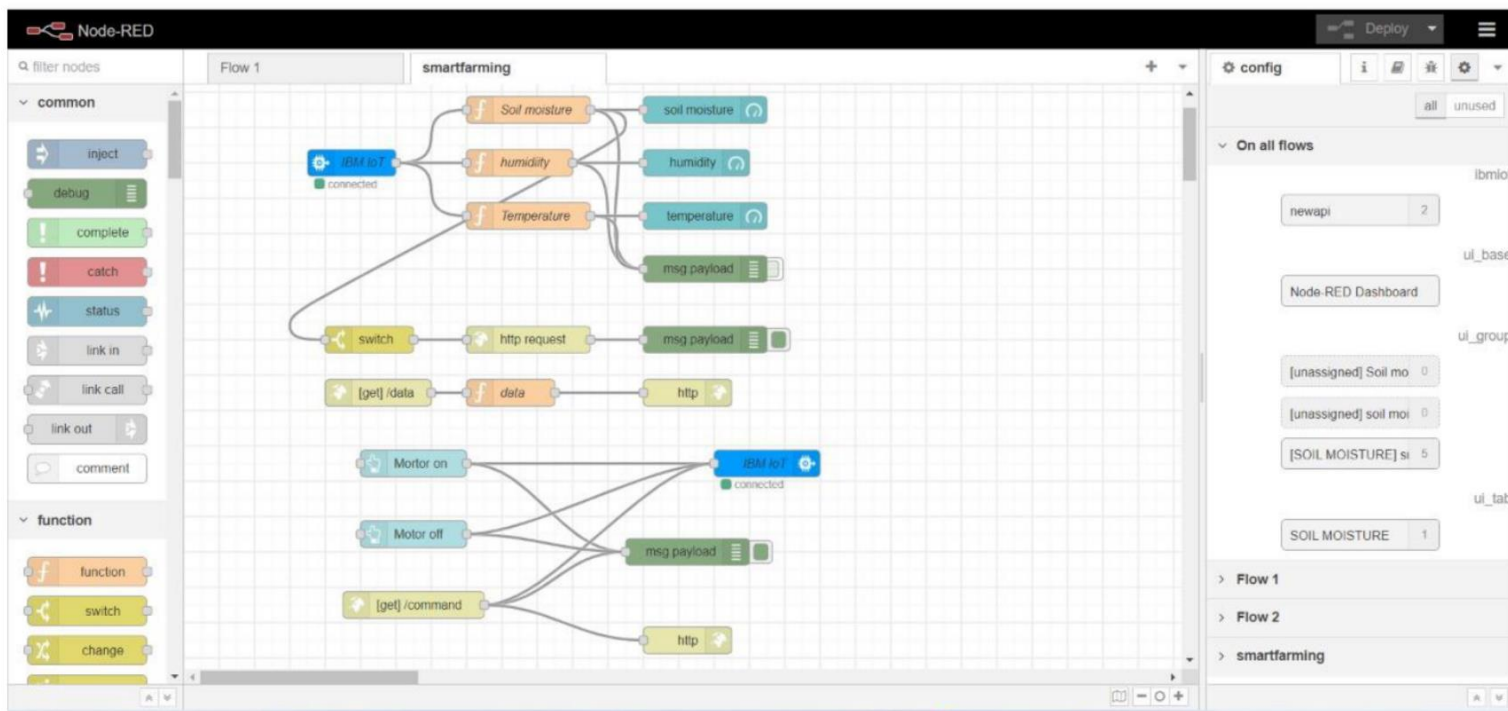 Node-RED
Deploy
filter nodes
common
inject
debug
complete
catch
status
link in
link call
link out
comment
function
function
switch
change
Flow 1
smartfarming
Soil moisture
soil moisture
IBM IoT
connected
humidity
humidity
Temperature
temperature
msg payload
switch
http request
msg payload
[get] /data
data
http
Mortor on
IBM IoT
connected
Motor off
msg payload
[get] /command
http
config
i
all
unused
On all flows
ibmio
newapi 2
ui_base
Node-RED Dashboard
ui_group
[unassigned] Soil mo 0
[unassigned] soil moi 0
[SOIL MOISTURE] si 5
ui_tab
SOIL MOISTURE 1
Flow 1
Flow 2
smartfarming